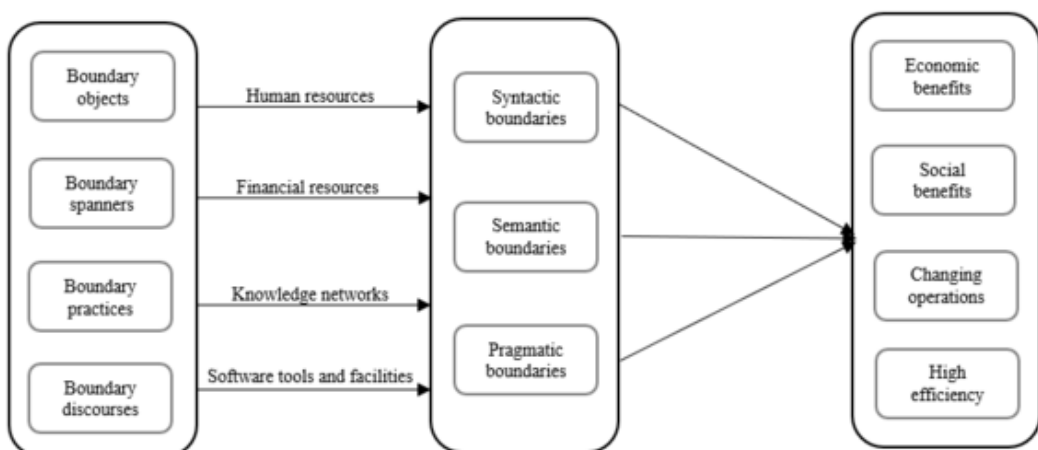 Boundary
objects
Boundary
spanners
Boundary
practices
Boundary
discourses
Human resources
Financial resources
Knowledge networks
Software tools and facilities
Syntactic
boundaries
Semantic
boundaries
Pragmatic
boundaries
Economic
benefits
Social
benefits
Changing
operations
High
efficiency